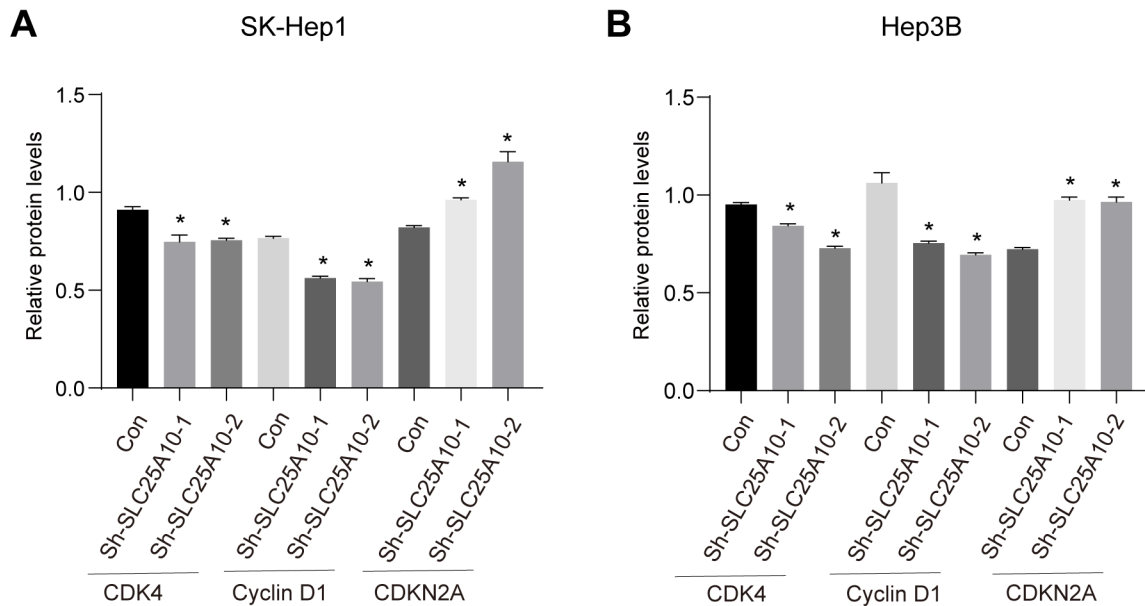 A
SK-Hep1
Relative protein levels
1.5
1.0
0.5
0.0
*
*
*
*
*
*
Con
Sh-SLC25A10-1
Sh-SLC25A10-2
Con
Sh-SLC25A10-1
Sh-SLC25A10-2
Con
Sh-SLC25A10-1
Sh-SLC25A10-2
CDK4
Cyclin D1
CDKN2A
B
Hep3B
Relative protein levels
1.5
1.0
0.5
0.0
*
*
*
*
*
*
Con
Sh-SLC25A10-1
Sh-SLC25A10-2
Con
Sh-SLC25A10-1
Sh-SLC25A10-2
Con
Sh-SLC25A10-1
Sh-SLC25A10-2
CDK4
Cyclin D1
CDKN2A